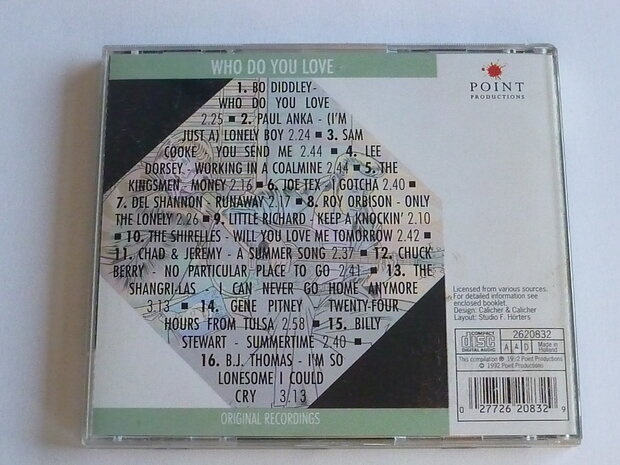 WHO DO YOU LOVE
1. BO DIDDLEY-
WHO DO YOU LOVE
2.25 ■ 2. PAUL ANKA - (I'M
JUST A) LONELY BOY 2.24 ■ 3. SAM
COOKE - YOU SEND ME 2.44 ■ 4. LEE
DORSEY - WORKING IN A COALMINE 2.44 ■ 5. THE
KINGSMEN - MONEY 2.16 ■ 6. JOE TEX - I GOTCHA 2.40 ■
7. DEL SHANNON - RUNAWAY 2.17 ■ 8. ROY ORBISON - ONLY
THE LONELY 2.26 ■ 9. LITTLE RICHARD - KEEP A KNOCKIN' 2.10
■ 10. THE SHIRELLES - WILL YOU LOVE ME TOMORROW 2.42 ■
11. CHAD & JEREMY - A SUMMER SONG 2.37 ■ 12. CHUCK
BERRY - NO PARTICULAR PLACE TO GO 2.41 ■ 13. THE
SHANGRI-LAS - I CAN NEVER GO HOME ANYMORE
3.13 ■ 14. GENE PITNEY - TWENTY-FOUR
HOURS FROM TULSA 2.58 ■ 15. BILLY
STEWART - SUMMERTIME 2.40 ■
16. B.J. THOMAS - I'M SO
LONESOME I COULD
CRY 3.13
ORIGINAL RECORDINGS
POINT
PRODUCTIONS
Licensed from various sources.
For detailed information see
enclosed booklet.
Design: Calicher & Calicher
Layout: Studio F. Hörters
COMPACT
disc
DIGITAL AUDIO
2620832
A A D
Made in
Holland
This compilation ℗ 1992 Point Productions
© 1992 Point Productions
0 27726 20832 9